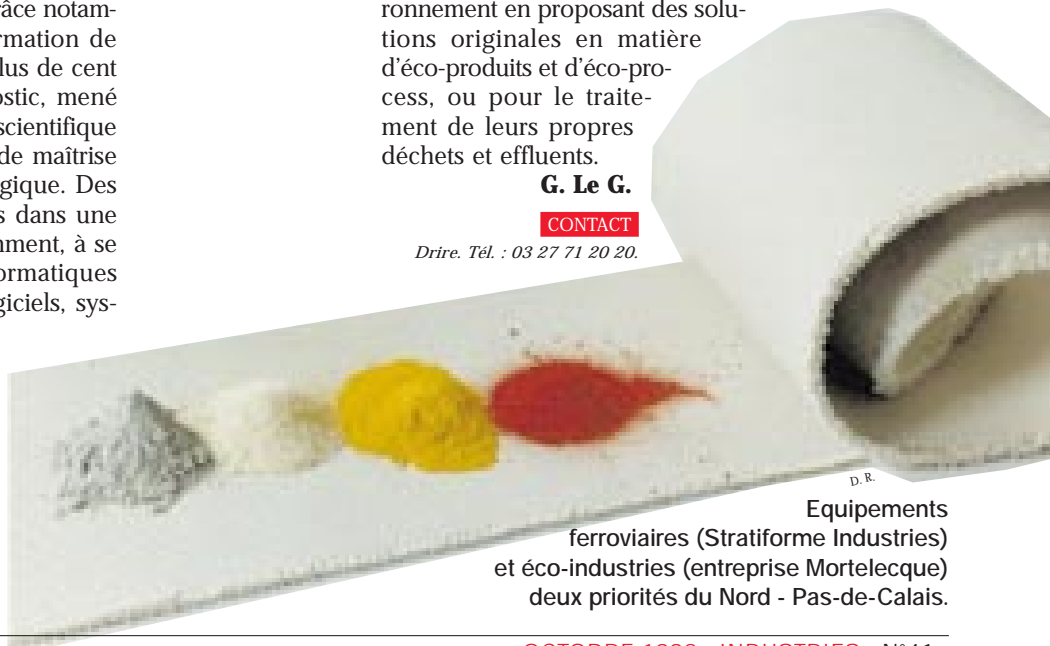 râce notam-
rmation de
lus de cent
ostic, mené
scientifique
de maîtrise
gique. Des
s dans une
nment, à se
ormatiques
giciels, sys-
ronnement en proposant des solu-
tions originales en matière
d'éco-produits et d'éco-pro-
cess, ou pour le traite-
ment de leurs propres
déchets et effluents.
G. Le G.
CONTACT
Drire. Tél. : 03 27 71 20 20.
D. R.
Equipements
ferroviaires (Stratiforme Industries)
et éco-industries (entreprise Mortelecque)
deux priorités du Nord - Pas-de-Calais.